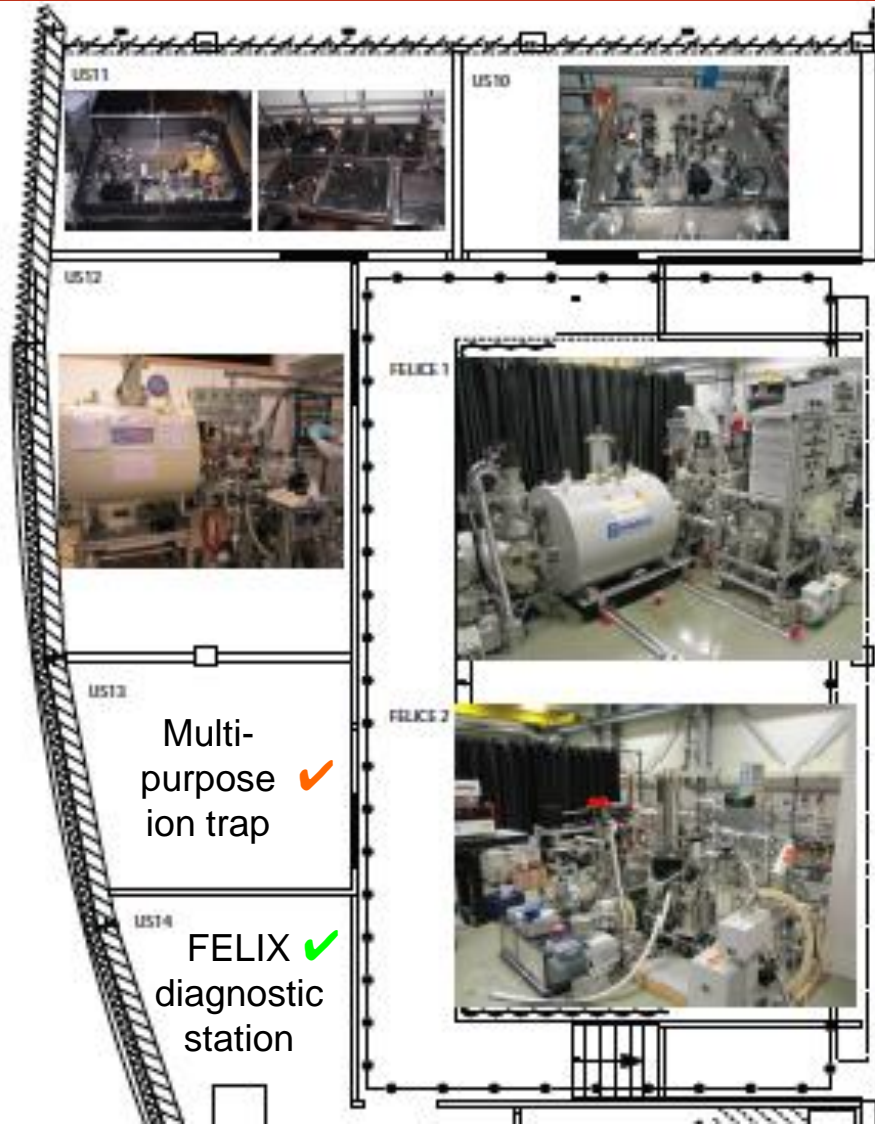 US11
US10
US12
FELICE 1
US13
FELICE 2
Multi-
purpose ✔
ion trap
US14
FELIX ✔
diagnostic
station